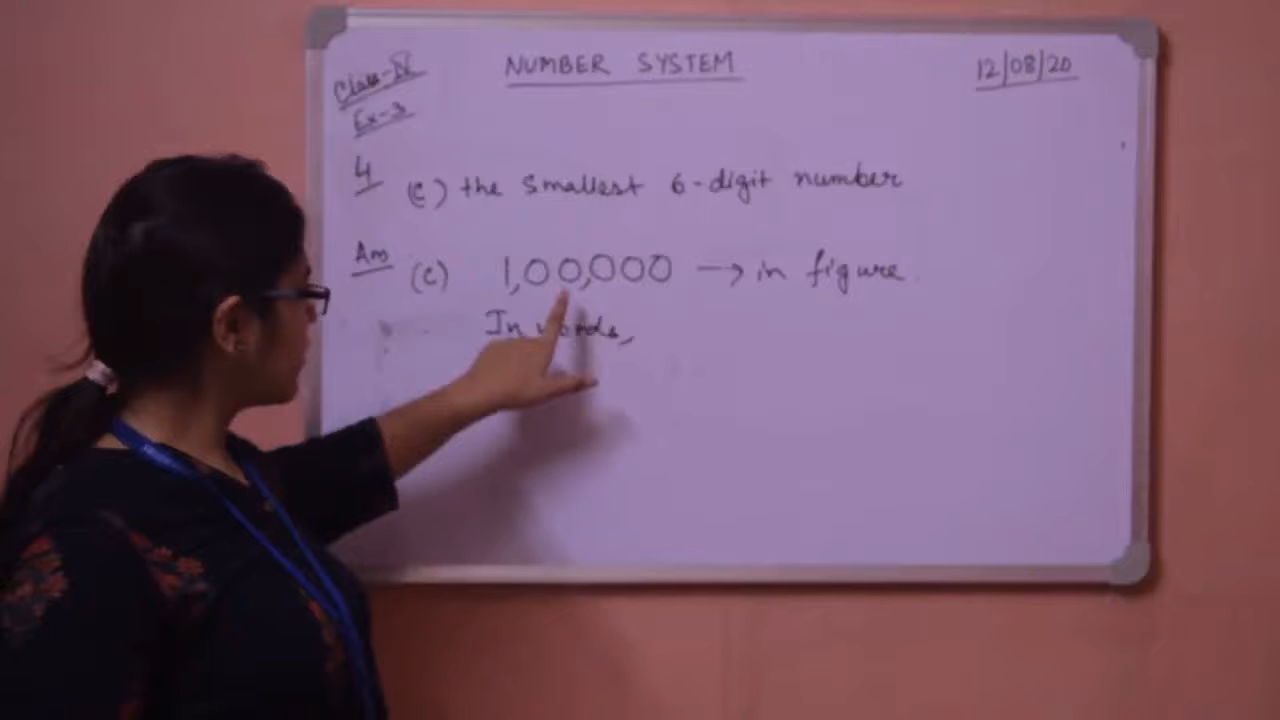 NUMBER SYSTEM
12/08/20
Class-IV
Ex-3
4
(C) the smallest 6-digit number
Ans (C) 1,00,000 → in figure
In words,